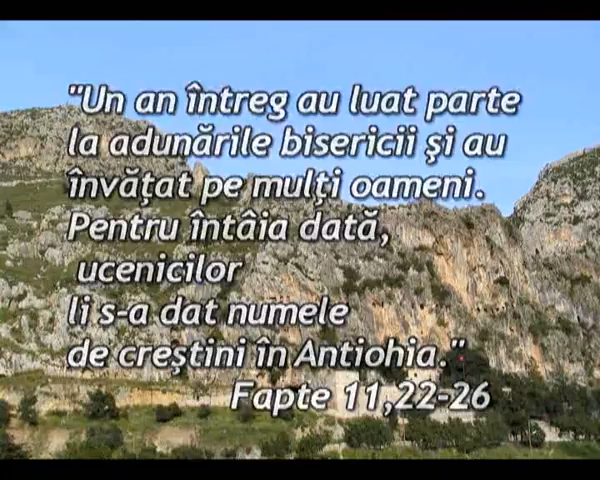 "Un an întreg au luat parte
la adunările bisericii şi au
învăţat pe mulţi oameni.
Pentru întâia dată,
ucenicilor
li s-a dat numele
de creştini în Antiohia."
Fapte 11,22-26